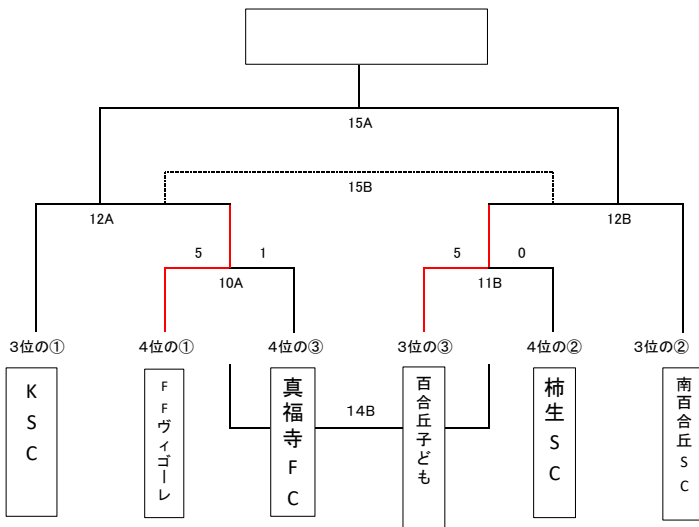 15A
15B
12A
12B
5 1
5 0
10A
11B
3位の①
4位の①
4位の③
3位の③
4位の②
3位の②
KSC
FFヴィゴーレ
真福寺FC
14B
百合丘子ども
柿生SC
南百合丘SC